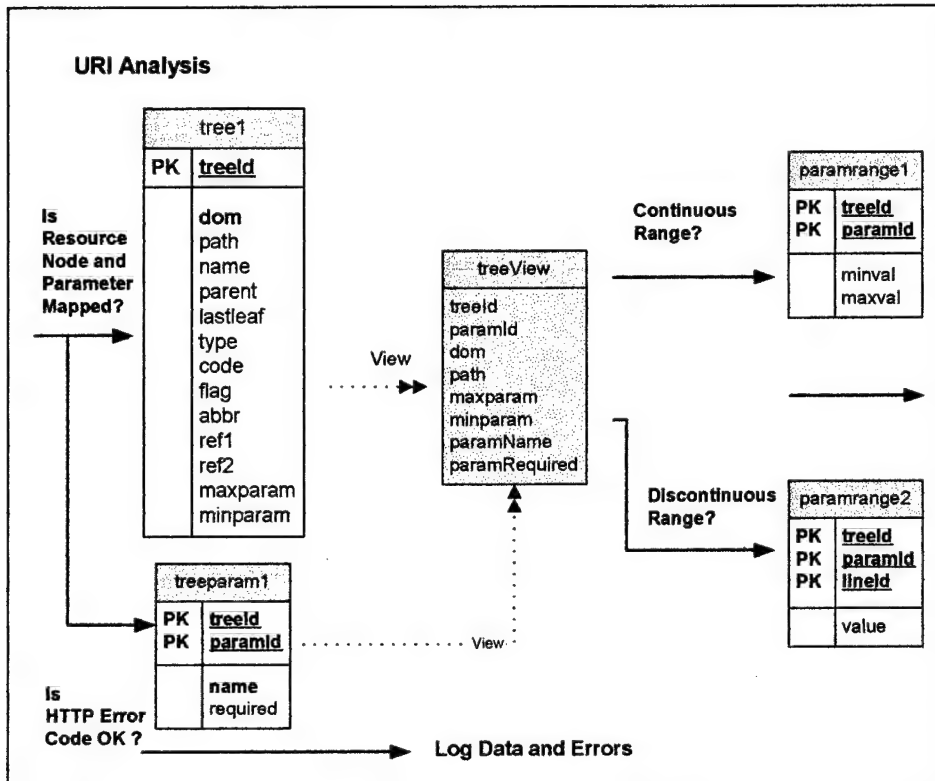 URI Analysis
Is
Resource
Node and
Parameter
Mapped?
tree1
PK treeId
dom
path
name
parent
lastleaf
type
code
flag
abbr
ref1
ref2
maxparam
minparam
View
treeparam1
PK treeId
PK paramId
name
required
View
treeView
treeId
paramId
dom
path
maxparam
minparam
paramName
paramRequired
Continuous
Range?
paramrange1
PK treeId
PK paramId
minval
maxval
Discontinuous
Range?
paramrange2
PK treeId
PK paramId
PK lineId
value
Is
HTTP Error
Code OK ?
Log Data and Errors